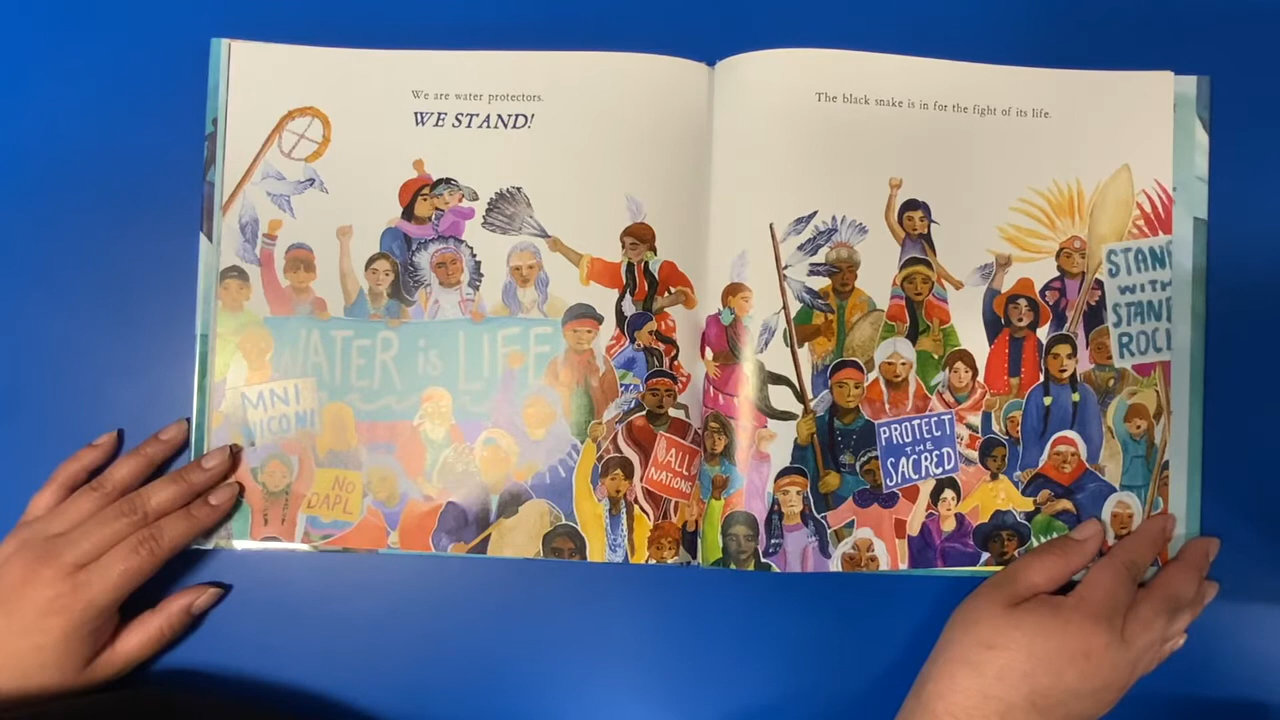 We are water protectors.
WE STAND!
The black snake is in for the fight of its life.
WATER is LIFE
MNI
WICONI
NO
DAPL
ALL
NATIONS
PROTECT
THE
SACRED
STAND
WITH
STAND
ROCK